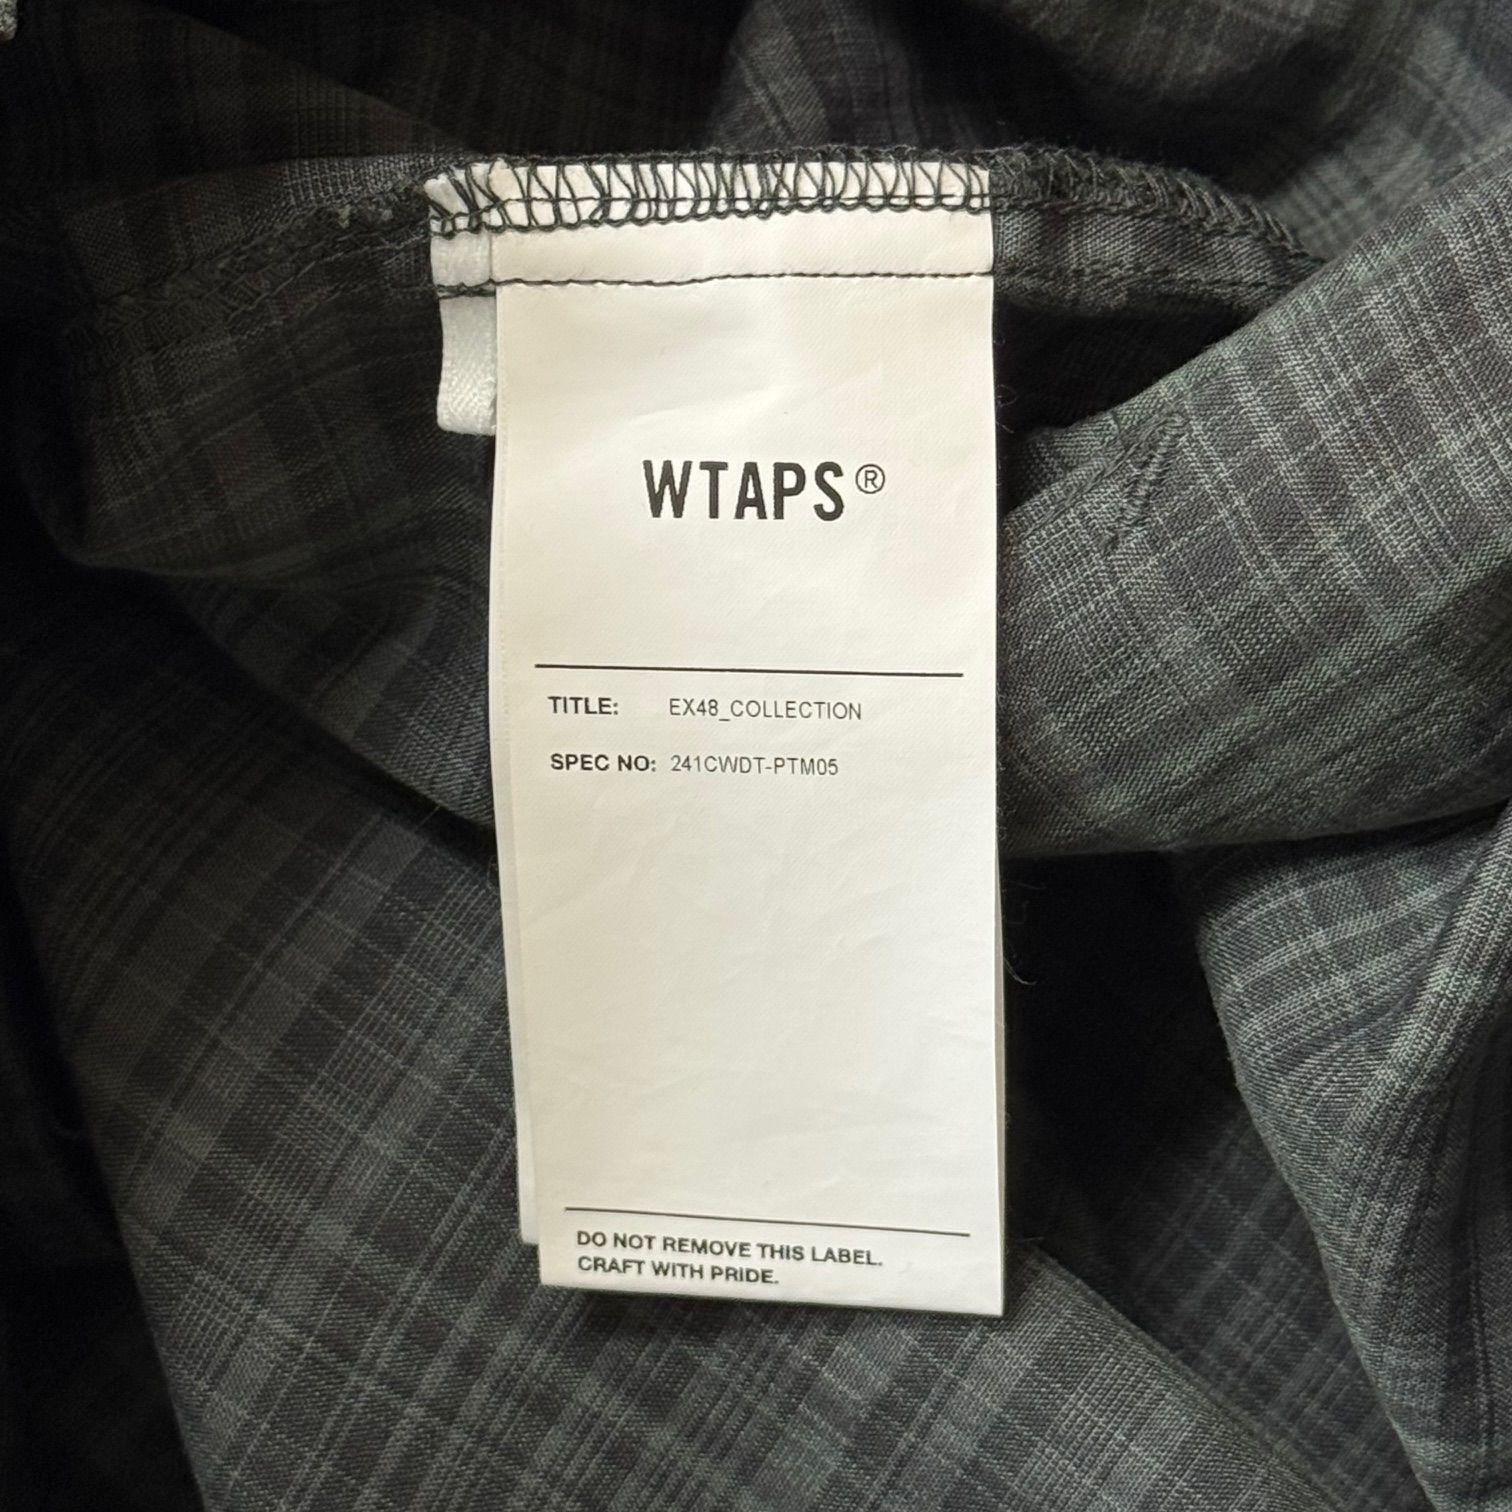 WTAPS®
TITLE: EX48_COLLECTION
SPEC NO: 241CWDT-PTM05
DO NOT REMOVE THIS LABEL.
CRAFT WITH PRIDE.